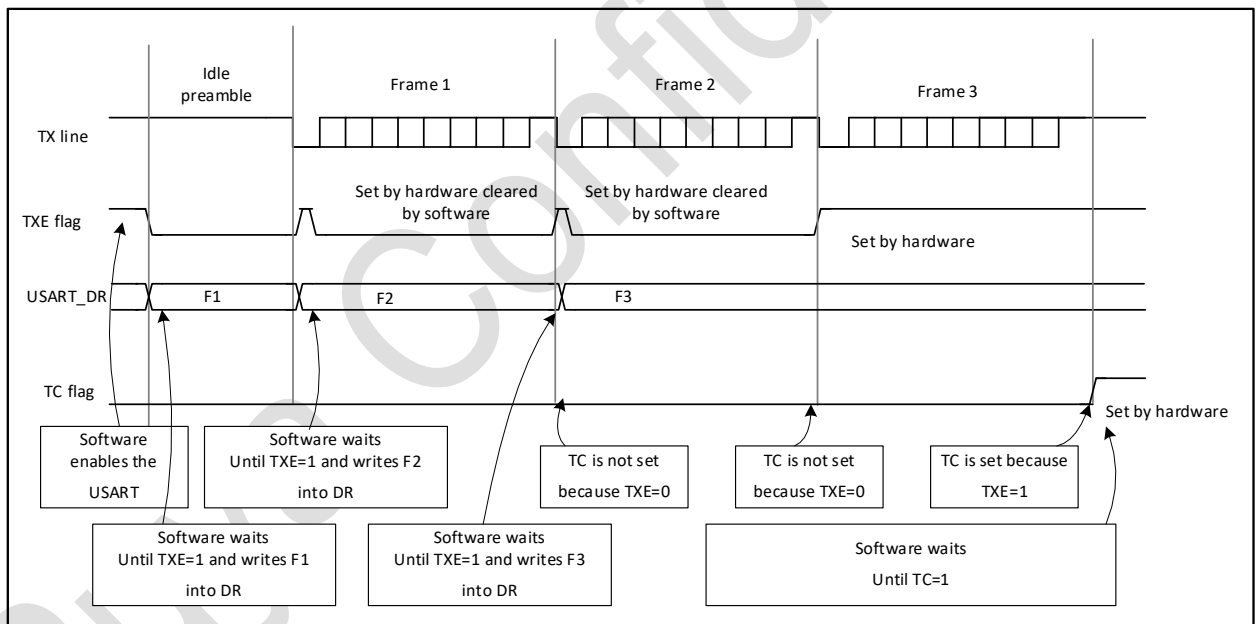 Idle
preamble
Frame 1
Frame 2
Frame 3
TX line
Set by hardware cleared
by software
Set by hardware cleared
by software
TXE flag
Set by hardware
USART_DR
F1
F2
F3
TC flag
Set by hardware
Software
enables the
USART
Software waits
Until TXE=1 and writes F2
into DR
TC is not set
because TXE=0
TC is not set
because TXE=0
TC is set because
TXE=1
Software waits
Until TXE=1 and writes F1
into DR
Software waits
Until TXE=1 and writes F3
into DR
Software waits
Until TC=1